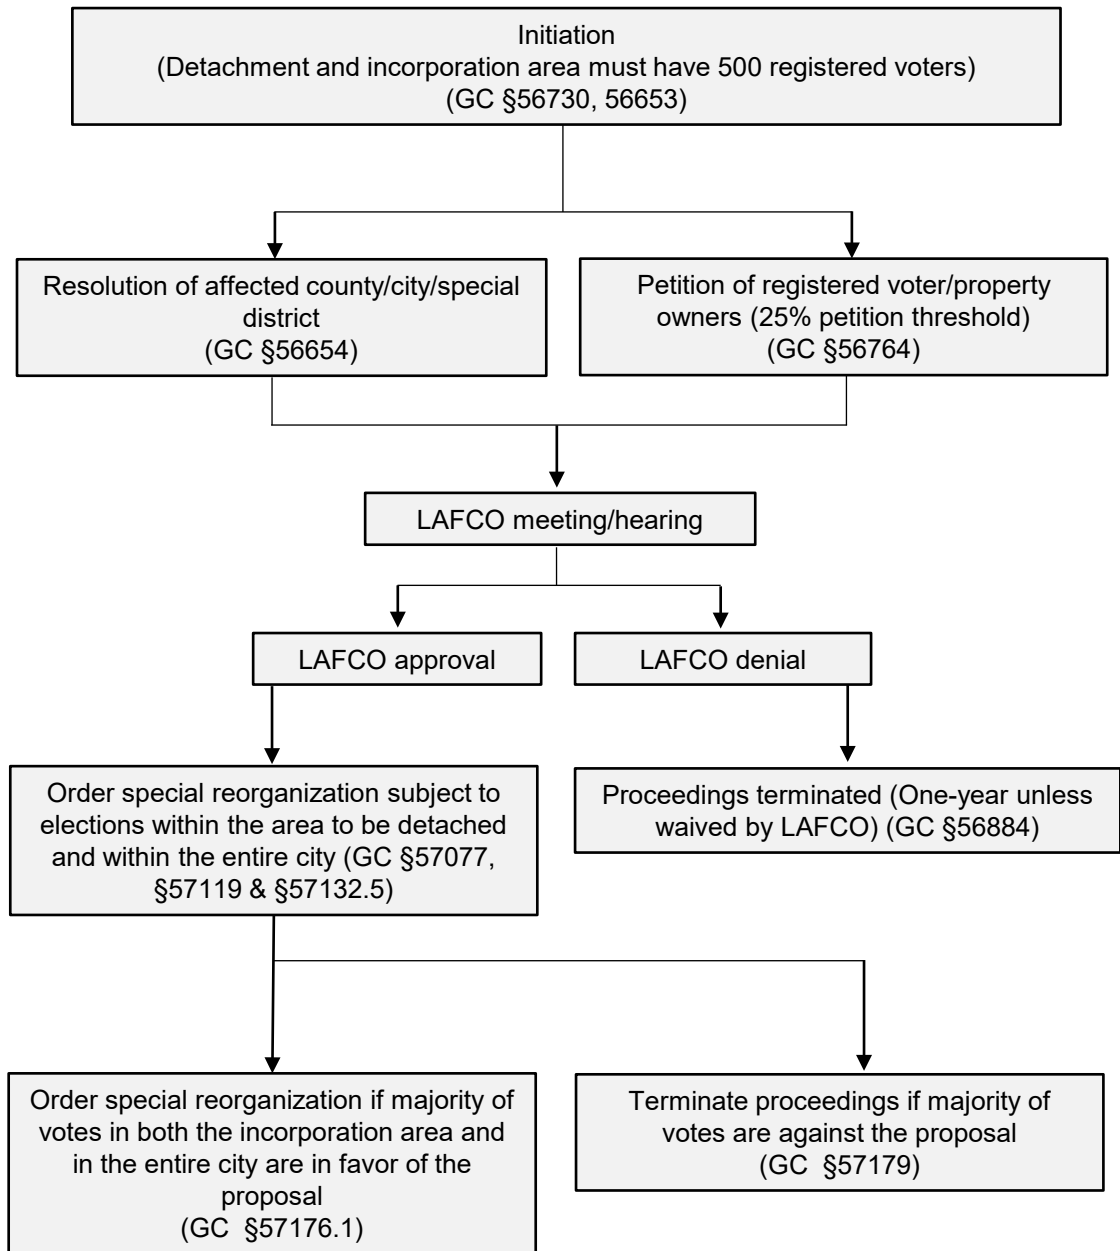 Initiation
(Detachment and incorporation area must have 500 registered voters)
(GC §56730, 56653)
Resolution of affected county/city/special
district
(GC §56654)
Petition of registered voter/property
owners (25% petition threshold)
(GC §56764)
LAFCO meeting/hearing
LAFCO approval
LAFCO denial
Order special reorganization subject to
elections within the area to be detached
and within the entire city (GC §57077,
§57119 & §57132.5)
Proceedings terminated (One-year unless
waived by LAFCO) (GC §56884)
Order special reorganization if majority of
votes in both the incorporation area and
in the entire city are in favor of the
proposal
(GC §57176.1)
Terminate proceedings if majority of
votes are against the proposal
(GC §57179)